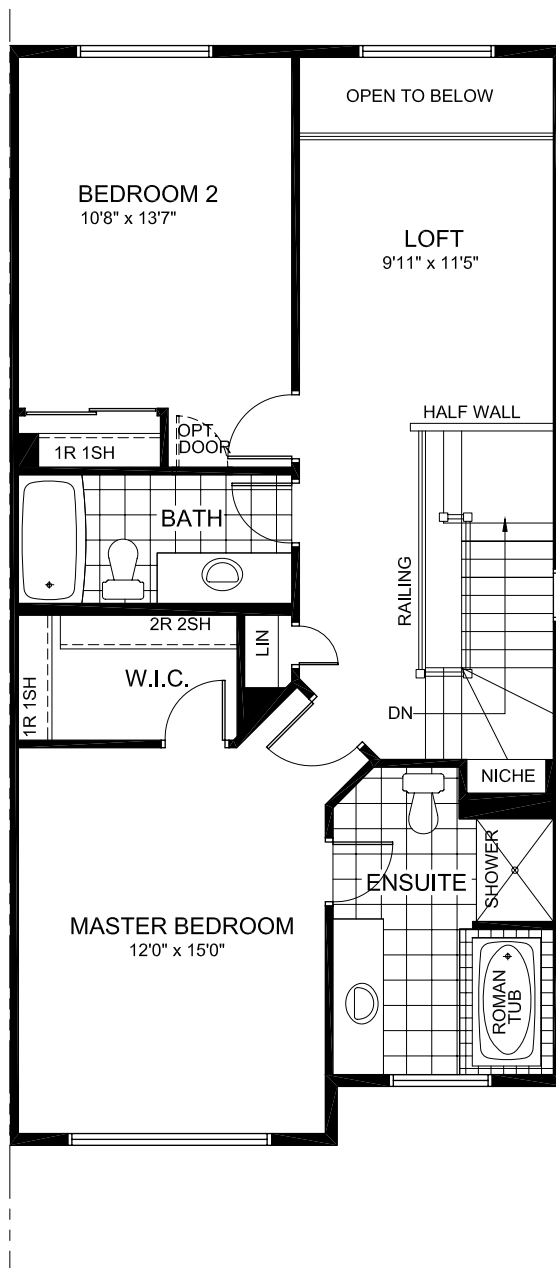 OPEN TO BELOW
BEDROOM 2
10'8" x 13'7"
LOFT
9'11" x 11'5"
HALF WALL
OPT.
DOOR
1R 1SH
BATH
RAILING
2R 2SH
LIN
W.I.C.
1R 1SH
DN
NICHE
SHOWER
ENSUITE
MASTER BEDROOM
12'0" x 15'0"
ROMAN
TUB